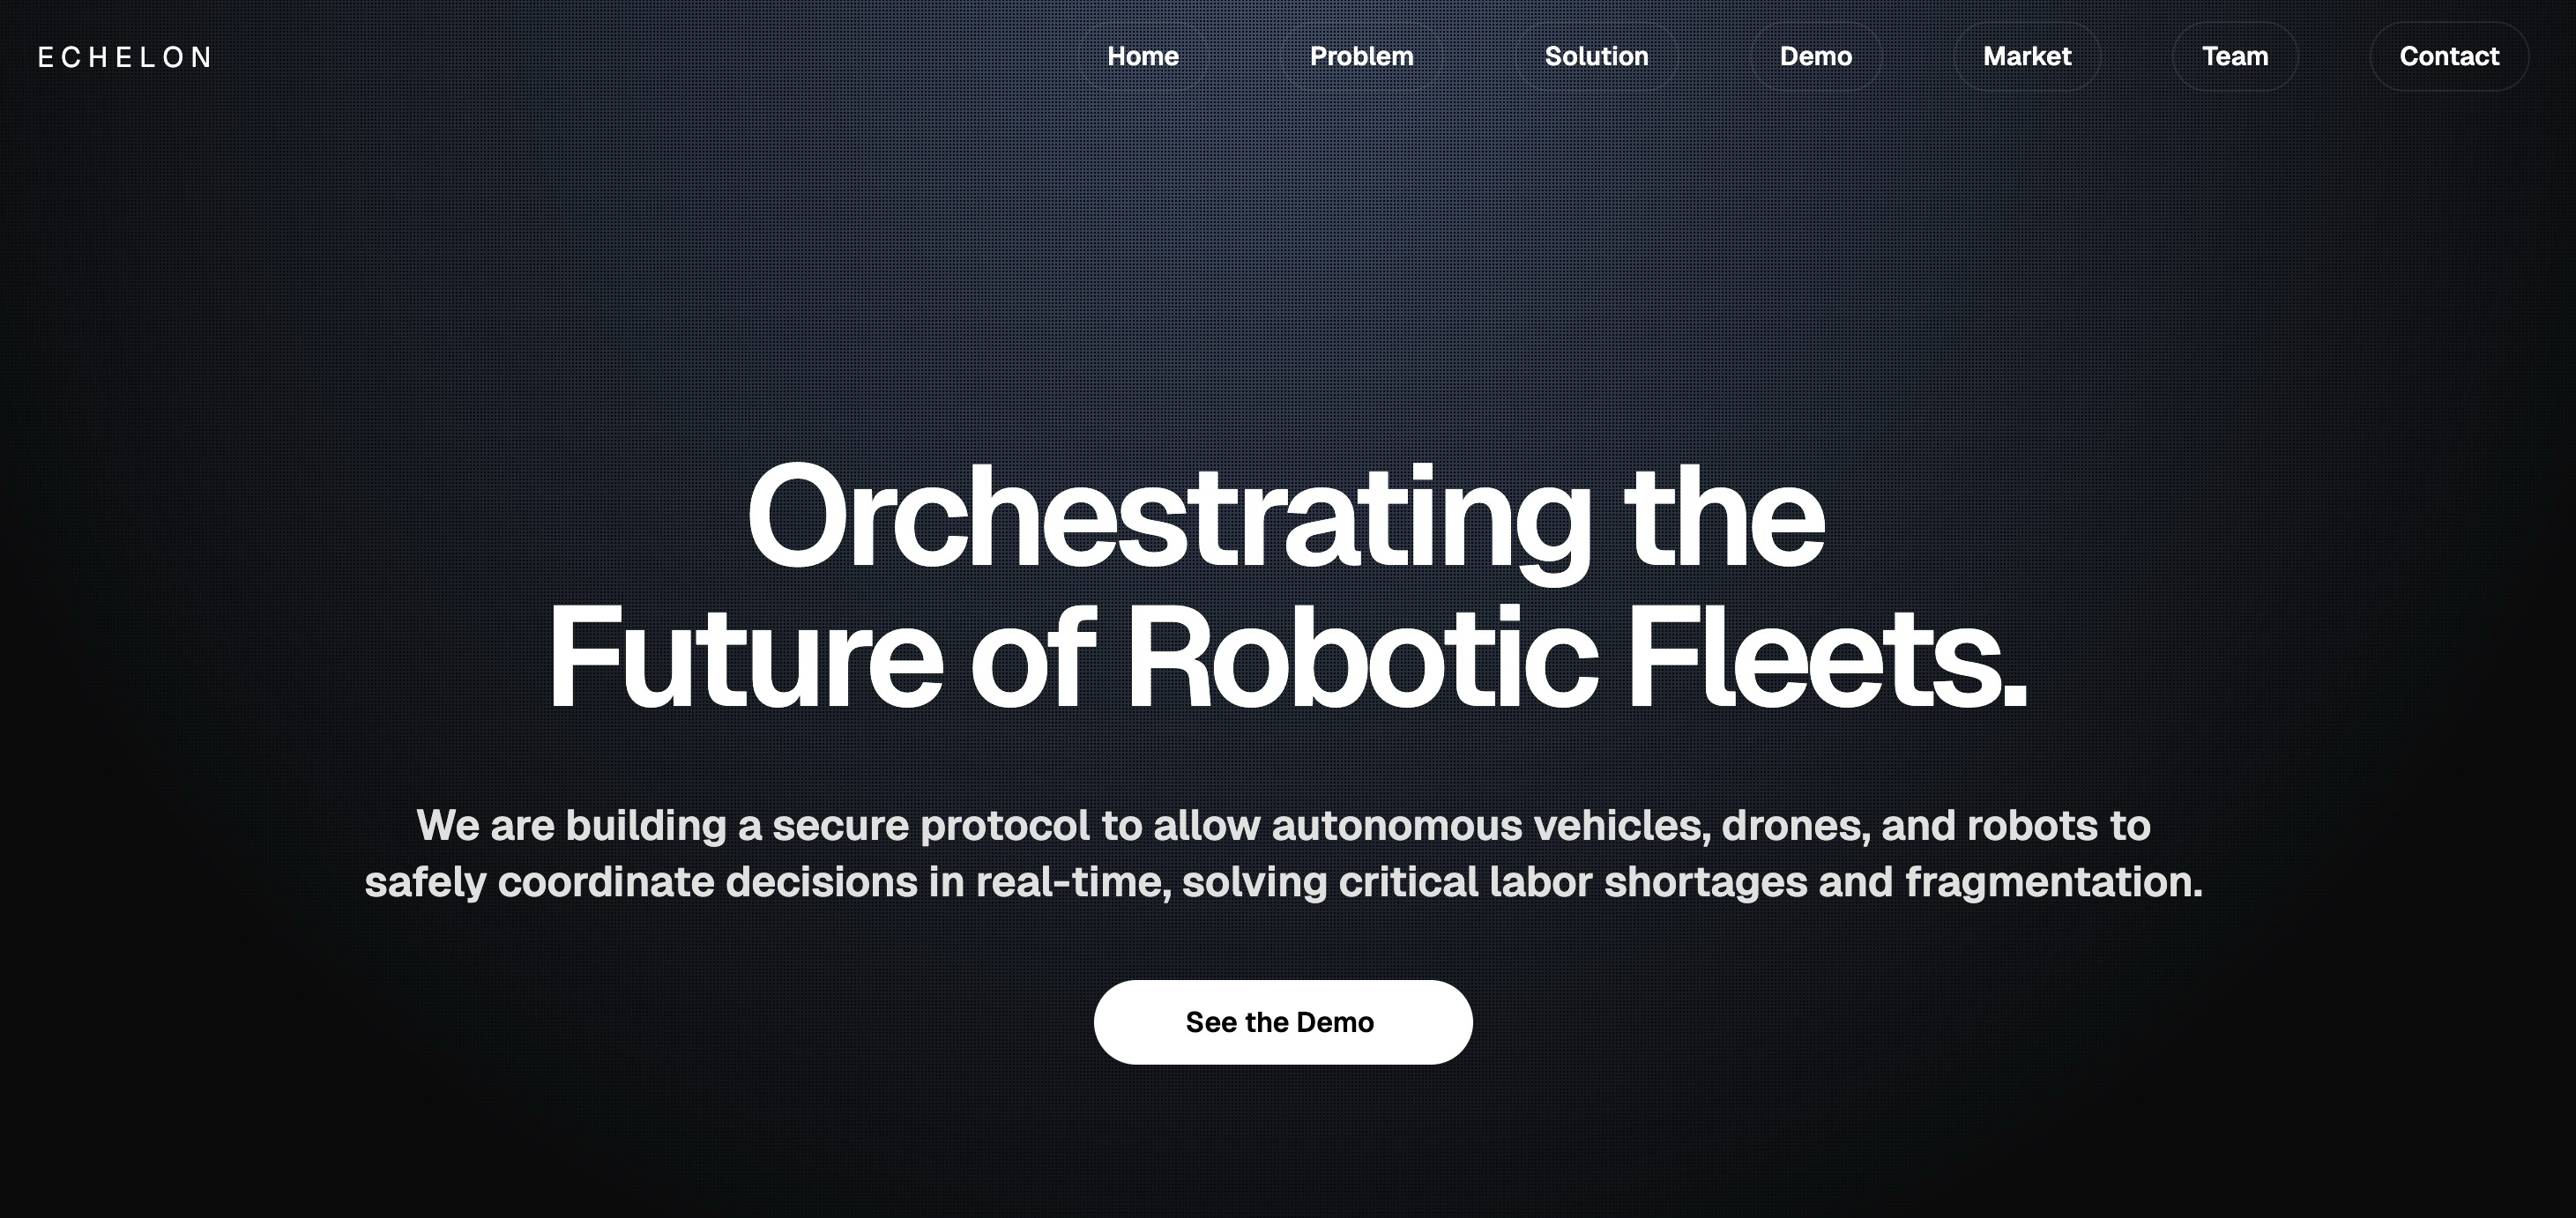 ECHELON
Home
Problem
Solution
Demo
Market
Team
Contact
Orchestrating the
Future of Robotic Fleets.
We are building a secure protocol to allow autonomous vehicles, drones, and robots to
safely coordinate decisions in real-time, solving critical labor shortages and fragmentation.
See the Demo